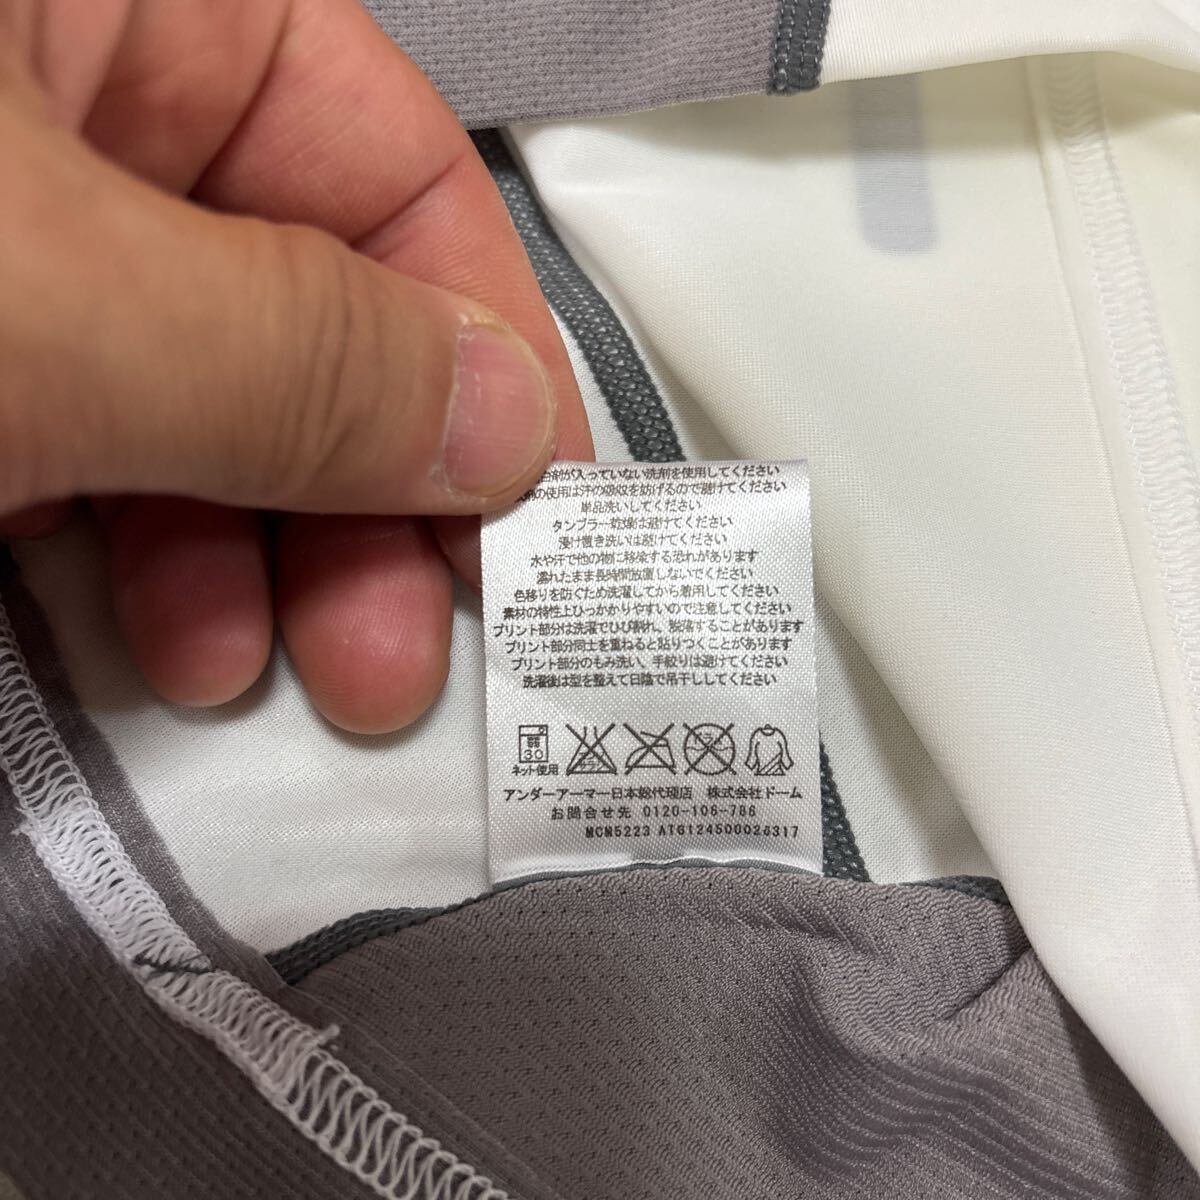 剤が入っていない洗剤を使用してください
の使用は汗の吸収を妨げるので避けてください
単品洗いしてください
タンブラー乾燥は避けてください
浸け置き洗いは避けてください
水や汗で他の物に移染する恐れがあります
濡れたまま長時間放置しないでください
色移りを防ぐため洗濯してから着用してください
素材の特性上ひっかかりやすいので注意してください
プリント部分は洗濯でひび割れ、脱落することがあります
プリント部分同士を重ねると貼りつくことがあります
プリント部分のもみ洗い、手絞りは避けてください
洗濯後は型を整えて日陰で吊干ししてください
弱
30
ネット使用
アンダーアーマー日本総代理店 株式会社ドーム
お問合せ先 0120-106-786
MCM5223 ATG124500026317